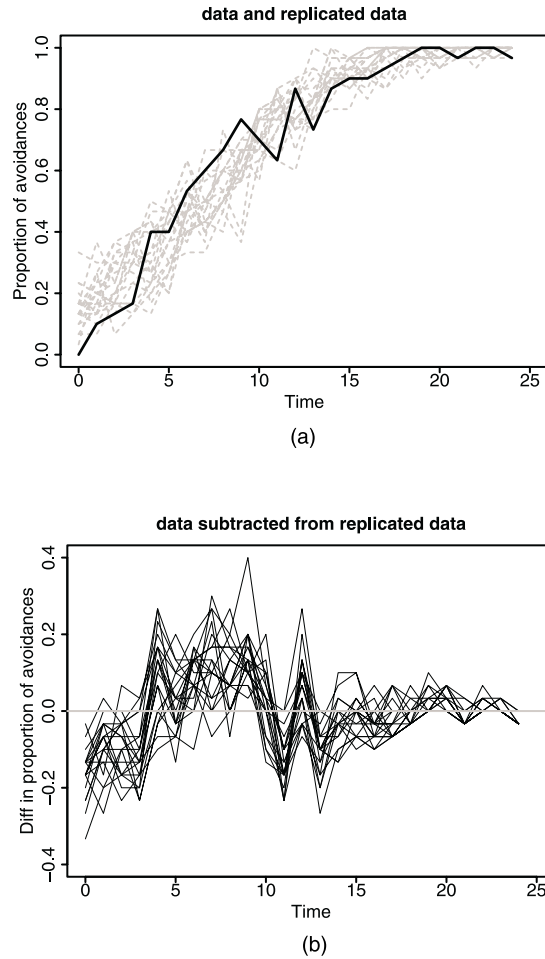 data and replicated data
Proportion of avoidances
0.0 0.2 0.4 0.6 0.8 1.0
0 5 10 15 20 25
Time
(a)
data subtracted from replicated data
Diff in proportion of avoidances
−0.4 −0.2 0.0 0.2 0.4
0 5 10 15 20 25
Time
(b)